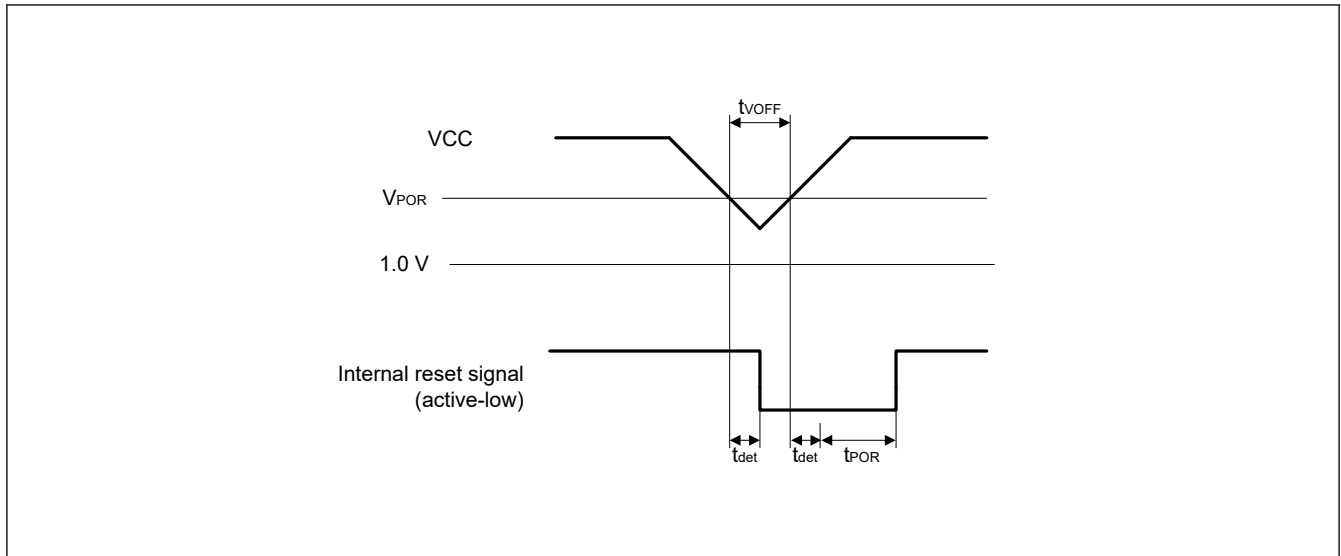 tVOFF
VCC
VPOR
1.0 V
Internal reset signal
(active-low)
tdet tdet tPOR